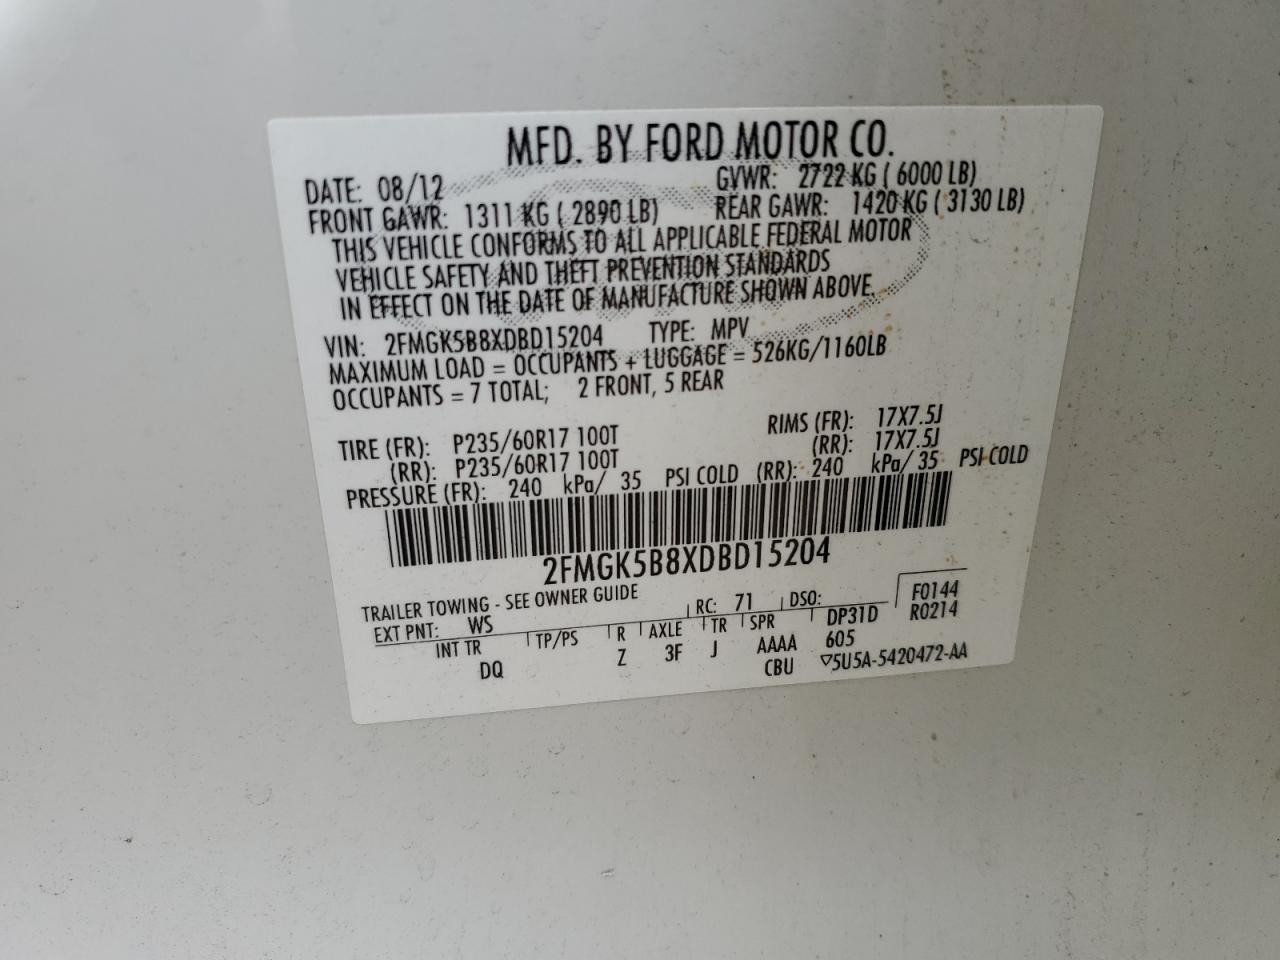 MFD. BY FORD MOTOR CO.
DATE: 08/12 GVWR: 2722 KG ( 6000 LB)
FRONT GAWR: 1311 KG ( 2890 LB) REAR GAWR: 1420 KG ( 3130 LB)
THIS VEHICLE CONFORMS TO ALL APPLICABLE FEDERAL MOTOR
VEHICLE SAFETY AND THEFT PREVENTION STANDARDS
IN EFFECT ON THE DATE OF MANUFACTURE SHOWN ABOVE.
VIN: 2FMGK5B8XDBD15204 TYPE: MPV
MAXIMUM LOAD = OCCUPANTS + LUGGAGE = 526KG/1160LB
OCCUPANTS = 7 TOTAL; 2 FRONT, 5 REAR
TIRE (FR): P235/60R17 100T RIMS (FR): 17X7.5J
(RR): P235/60R17 100T (RR): 17X7.5J
PRESSURE (FR): 240 kPa/ 35 PSI COLD (RR): 240 kPa/ 35 PSI COLD
2FMGK5B8XDBD15204
TRAILER TOWING - SEE OWNER GUIDE
EXT PNT: WS RC: 71 DSO: F0144
INT TR TP/PS R AXLE TR SPR DP31D R0214
DQ Z 3F J AAAA 605
CBU ▽5U5A-5420472-AA